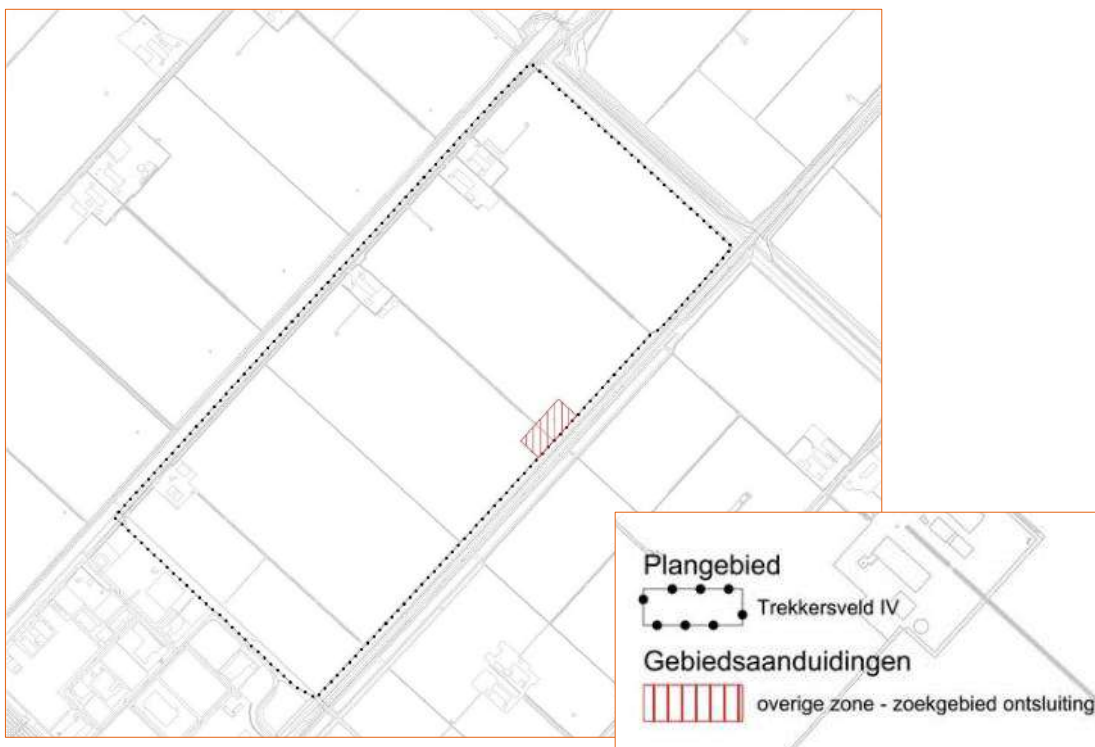 Plangebied
Trekkersveld IV
Gebiedsaanduidingen
overige zone - zoekgebied ontsluiting